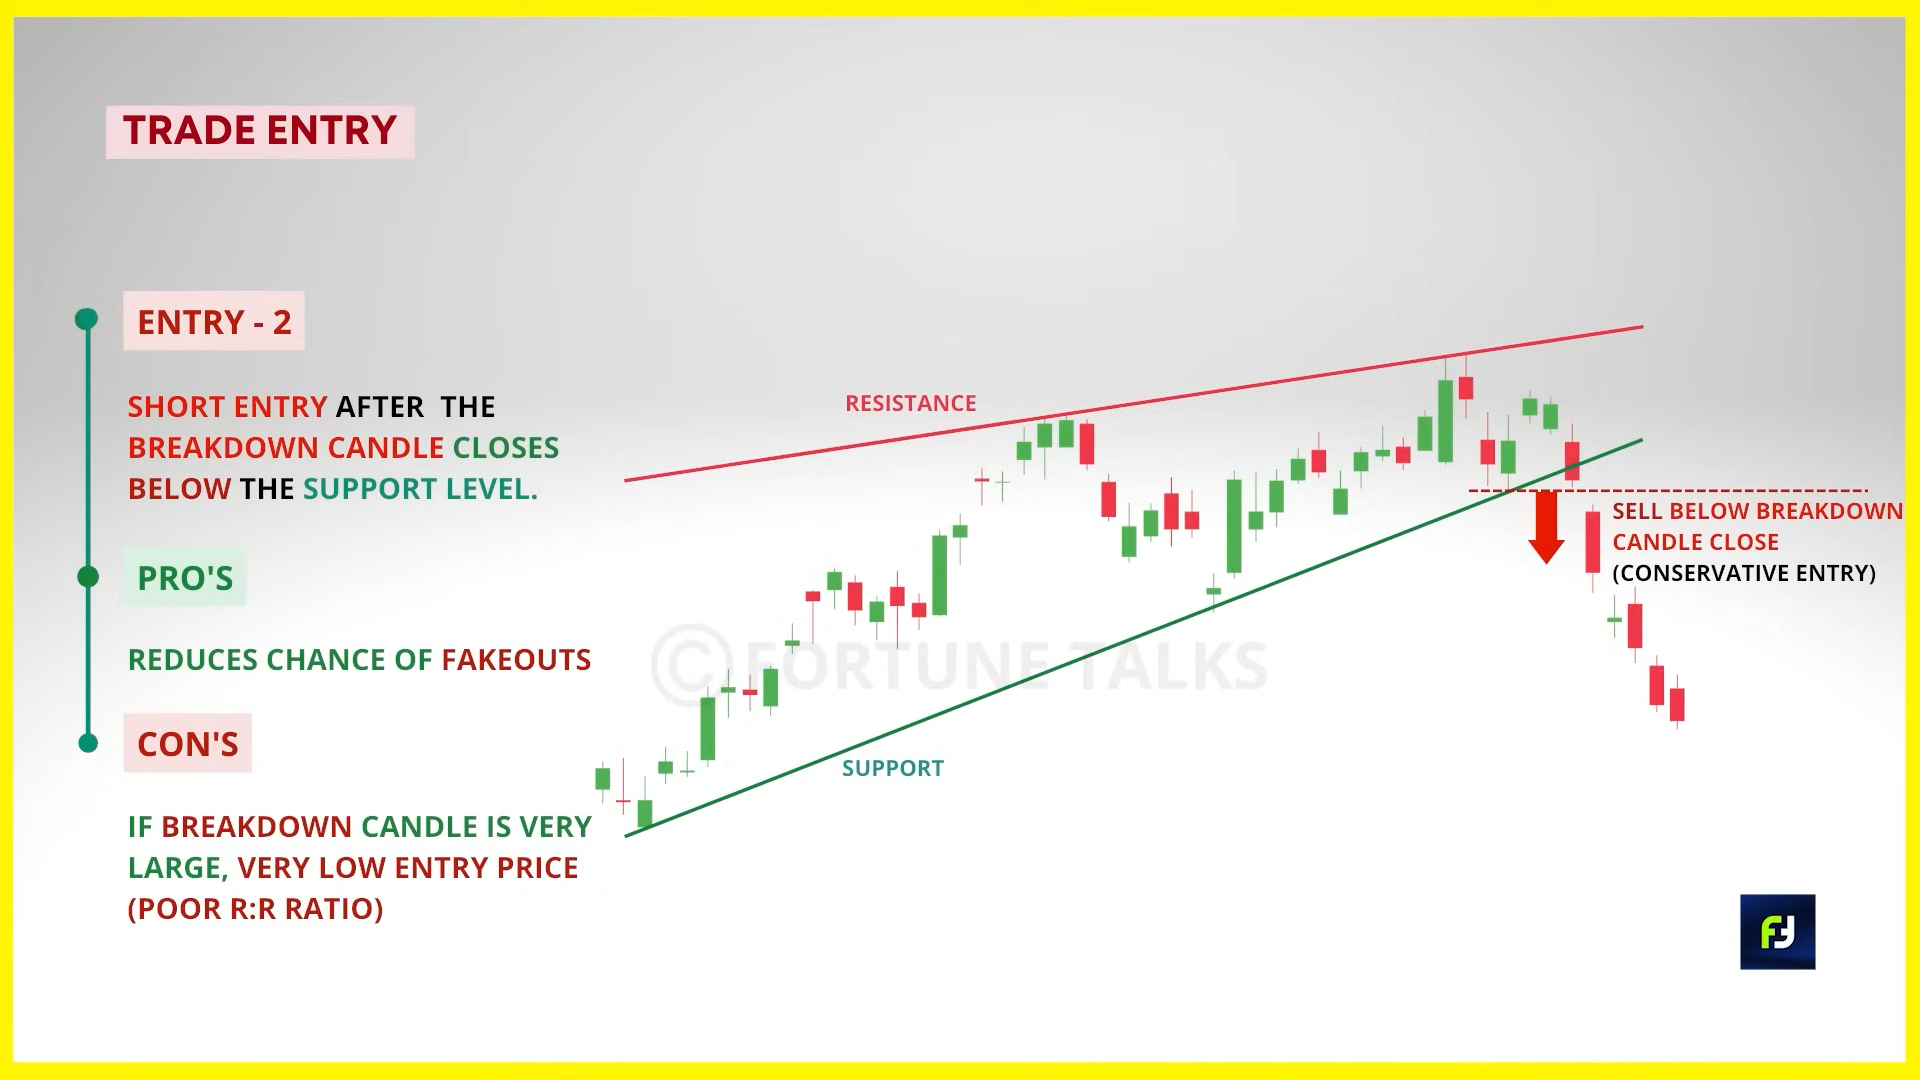 TRADE ENTRY
ENTRY - 2
SHORT ENTRY AFTER THE
BREAKDOWN CANDLE CLOSES
BELOW THE SUPPORT LEVEL.
PRO'S
REDUCES CHANCE OF FAKEOUTS
CON'S
IF BREAKDOWN CANDLE IS VERY
LARGE, VERY LOW ENTRY PRICE
(POOR R:R RATIO)
RESISTANCE
SUPPORT
SELL BELOW BREAKDOWN
CANDLE CLOSE
(CONSERVATIVE ENTRY)
©FORTUNE TALKS